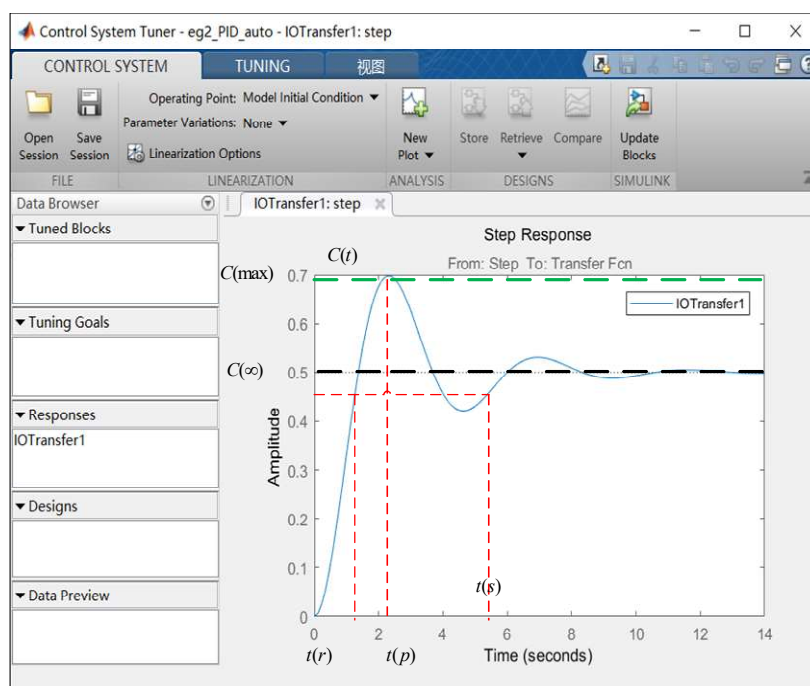 Control System Tuner - eg2_PID_auto - IOTransfer1: step
CONTROL SYSTEM TUNING 视图
Operating Point: Model Initial Condition
Parameter Variations: None
Linearization Options
Open Session
Save Session
New Plot
Store
Retrieve
Compare
Update Blocks
FILE LINEARIZATION ANALYSIS DESIGNS SIMULINK
Data Browser
IOTransfer1: step
Tuned Blocks
Tuning Goals
Responses
IOTransfer1
Designs
Data Preview
Step Response
From: Step To: Transfer Fcn
C(t)
C(max)
C(∞)
IOTransfer1
Amplitude
0.7
0.6
0.5
0.4
0.3
0.2
0.1
0
t(s)
0 2 4 6 8 10 12 14
t(r) t(p)
Time (seconds)